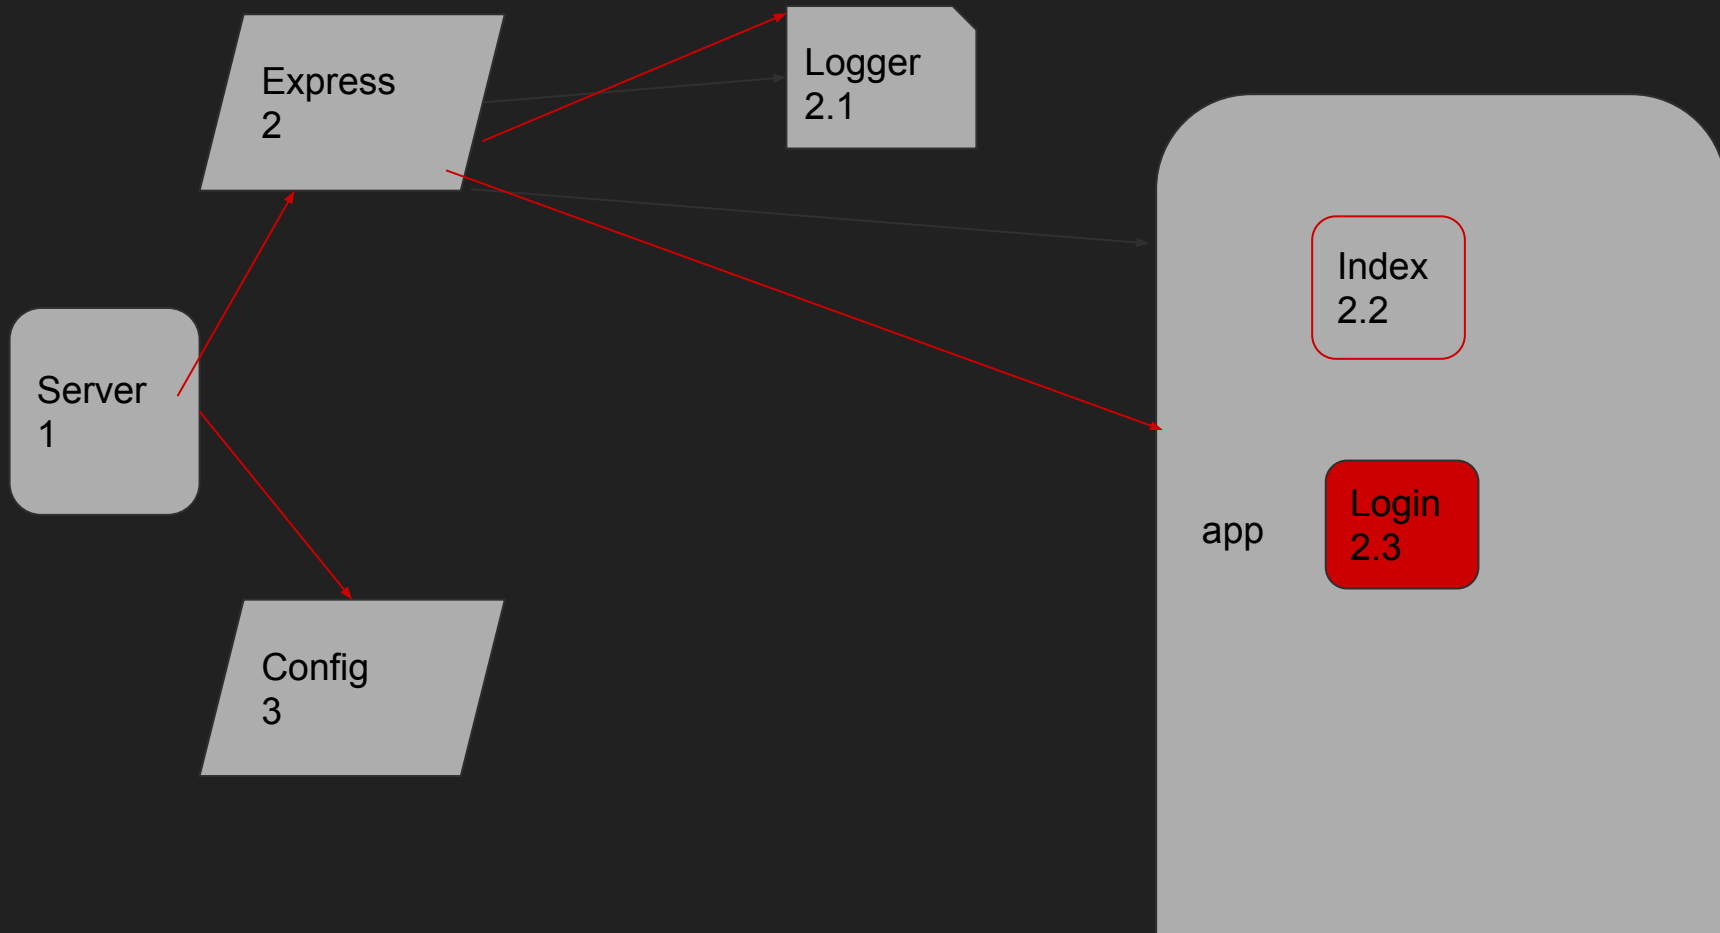 Express
2
Logger
2.1
Index
2.2
Server
1
Login
2.3
app
Config
3